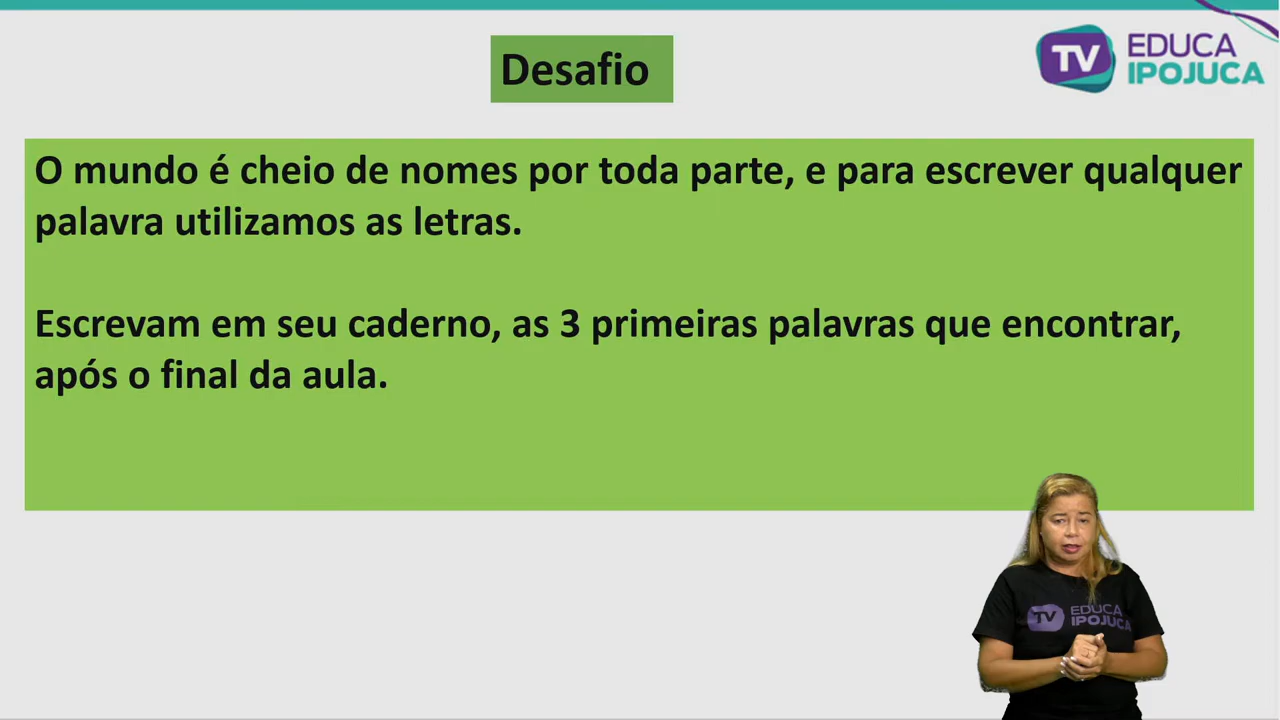 Desafio
TV EDUCA
IPOJUCA
O mundo é cheio de nomes por toda parte, e para escrever qualquer
palavra utilizamos as letras.
Escrevam em seu caderno, as 3 primeiras palavras que encontrar,
após o final da aula.
TV EDUCA
IPOJUCA